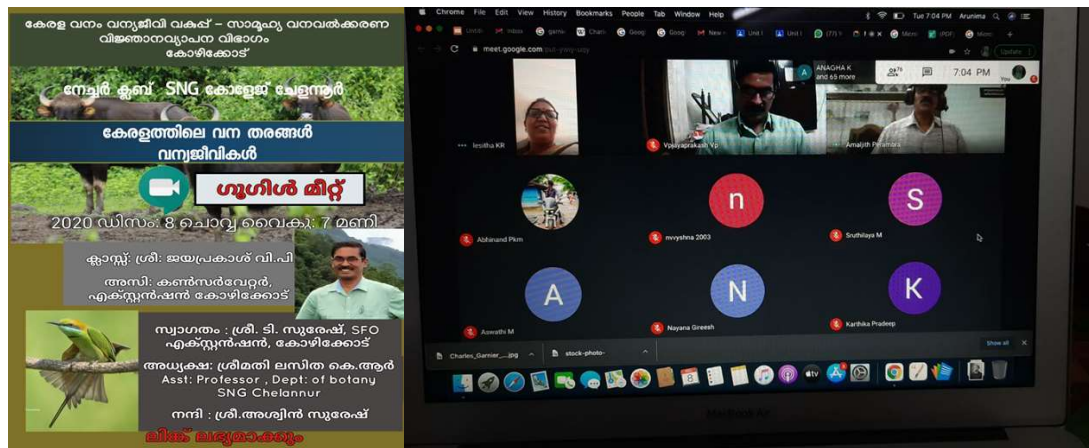 കേരള വനം വന്യജീവി വകുപ്പ് – സാമൂഹ്യ വനവൽക്കരണ
വിജ്ഞാനവ്യാപന വിഭാഗം
കോഴിക്കോട്
നേച്ചർ ക്ലബ് SNG കോളേജ് ചേളന്നൂർ
കേരളത്തിലെ വന തരങ്ങൾ
വന്യജീവികൾ
ഗൂഗിൾ മീറ്റ്
2020 ഡിസം: 8 ചൊവ്വ വൈകു: 7 മണി
ക്ലാസ്സ്: ശ്രീ: ജയപ്രകാശ് വി.പി
അസി: കൺസർവേറ്റർ,
എക്സ്റ്റൻഷൻ കോഴിക്കോട്
സ്വാഗതം : ശ്രീ. ടി. സുരേഷ്, SFO
എക്സ്റ്റൻഷൻ, കോഴിക്കോട്
അധ്യക്ഷ: ശ്രീമതി ലസിത കെ.ആർ
Asst: Professor , Dept: of botany
SNG Chelannur
നന്ദി : ശ്രീ.അശ്വിൻ സുരേഷ്
ലിങ്ക് ലഭ്യമാക്കും
Chrome File Edit View History Bookmarks People Tab Window Help
Tue 7:04 PM Arunima
meet.google.com
Update
ANAGHA K
and 65 more
7:04 PM
You
lesitha KR
Vpjayaprakash Vp
Amaljith Peramara
n
S
Abhinand Pkm
mvyshna 2003
Sruthilaya M
A
N
K
Aswathi M
Nayana Gireesh
Karthika Pradeep
Charles_Garnier_....jpg
stock-photo-
Show all
MacBook Air